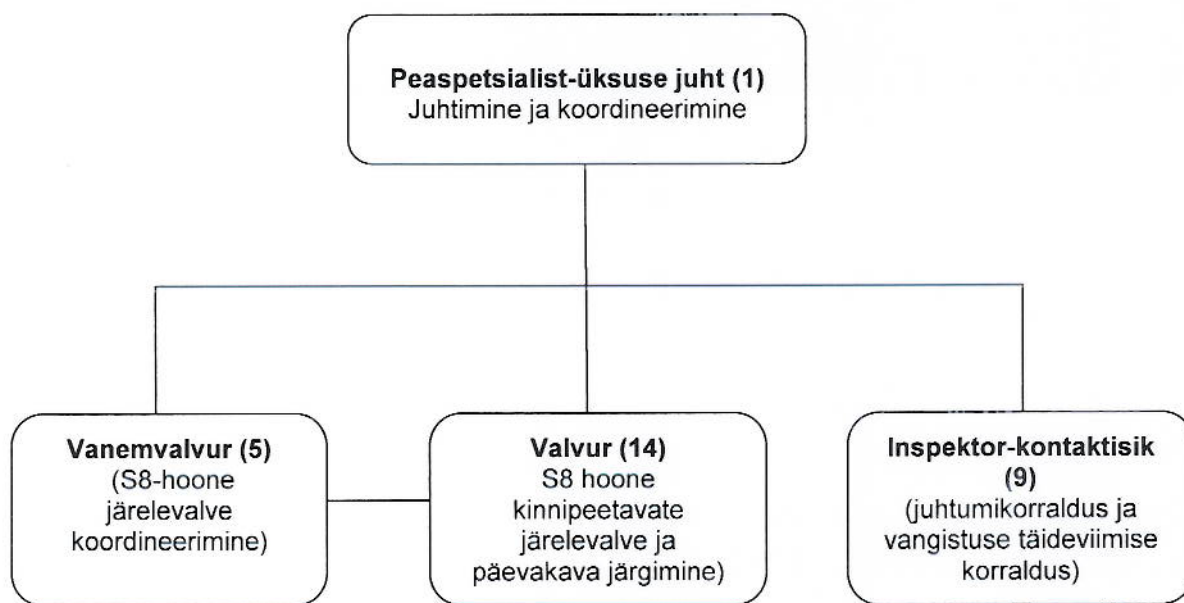 Peaspetsialist-üksuse juht (1)
Juhtimine ja koordineerimine
Vanemvalvur (5)
(S8-hoone
järelevalve
koordineerimine)
Valvur (14)
S8 hoone
kinnipeetavate
järelevalve ja
päevakava järgimine)
Inspektor-kontaktisik
(9)
(juhtumikorraldus ja
vangistuse täideviimise
korraldus)